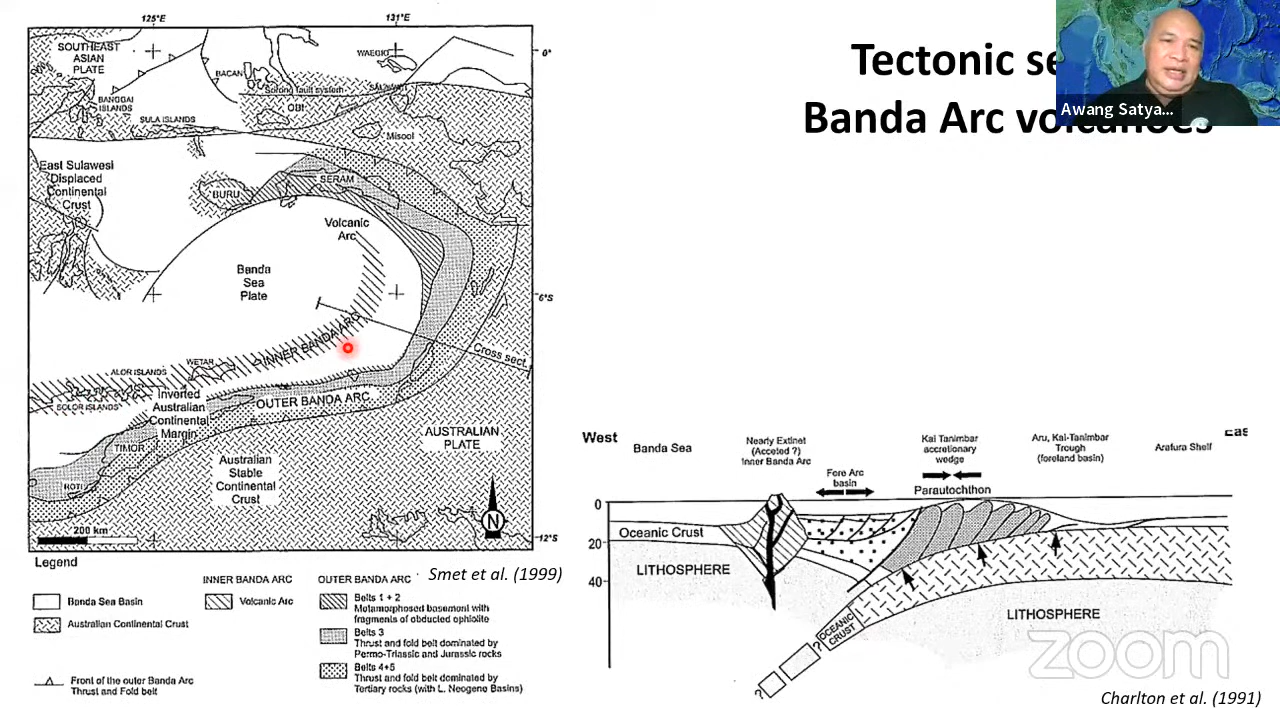 125°E
131°E
0°
6°S
12°S
SOUTHEAST
ASIAN
PLATE
WAEGIO
BACAN
Sorong fault system
OBI
BANGGAI
ISLANDS
SULA ISLANDS
Misool
East Sulawesi
Displaced
Continental
Crust
BURU
SERAM
Volcanic
Arc
Banda
Sea
Plate
INNER BANDA ARC
Cross sect.
WETAR
ALOR ISLANDS
SOLOR ISLANDS
Inverted
Australian
Continental
Margin
OUTER BANDA ARC
TIMOR
ROTI
Australian
Stable
Continental
Crust
AUSTRALIAN
PLATE
200 km
N
Legend
Smet et al. (1999)
INNER BANDA ARC
OUTER BANDA ARC
Banda Sea Basin
Volcanic Arc
Australian Continental Crust
Belts 1 + 2
Metamorphosed basement with
fragments of obducted ophiolite
Belts 3
Thrust and fold belt dominated by
Permo-Triassic and Jurassic rocks
Belts 4+5
Thrust and fold belt dominated by
Tertiary rocks (with L. Neogene Basins)
Front of the outer Banda Arc
Thrust and Fold belt
Tectonic
Banda Arc volcanoes
Awang Satya...
West
Banda Sea
Nearly Extinct
(Acceted ?)
Inner Banda Arc
Fore Arc
basin
Kai Tanimbar
accretionary
wedge
Parautochthon
Aru, Kai-Tanimbar
Trough
(foreland basin)
Arafura Shelf
0
20
40
Oceanic Crust
LITHOSPHERE
OCEANIC
CRUST
LITHOSPHERE
?
?
zoom
Charlton et al. (1991)